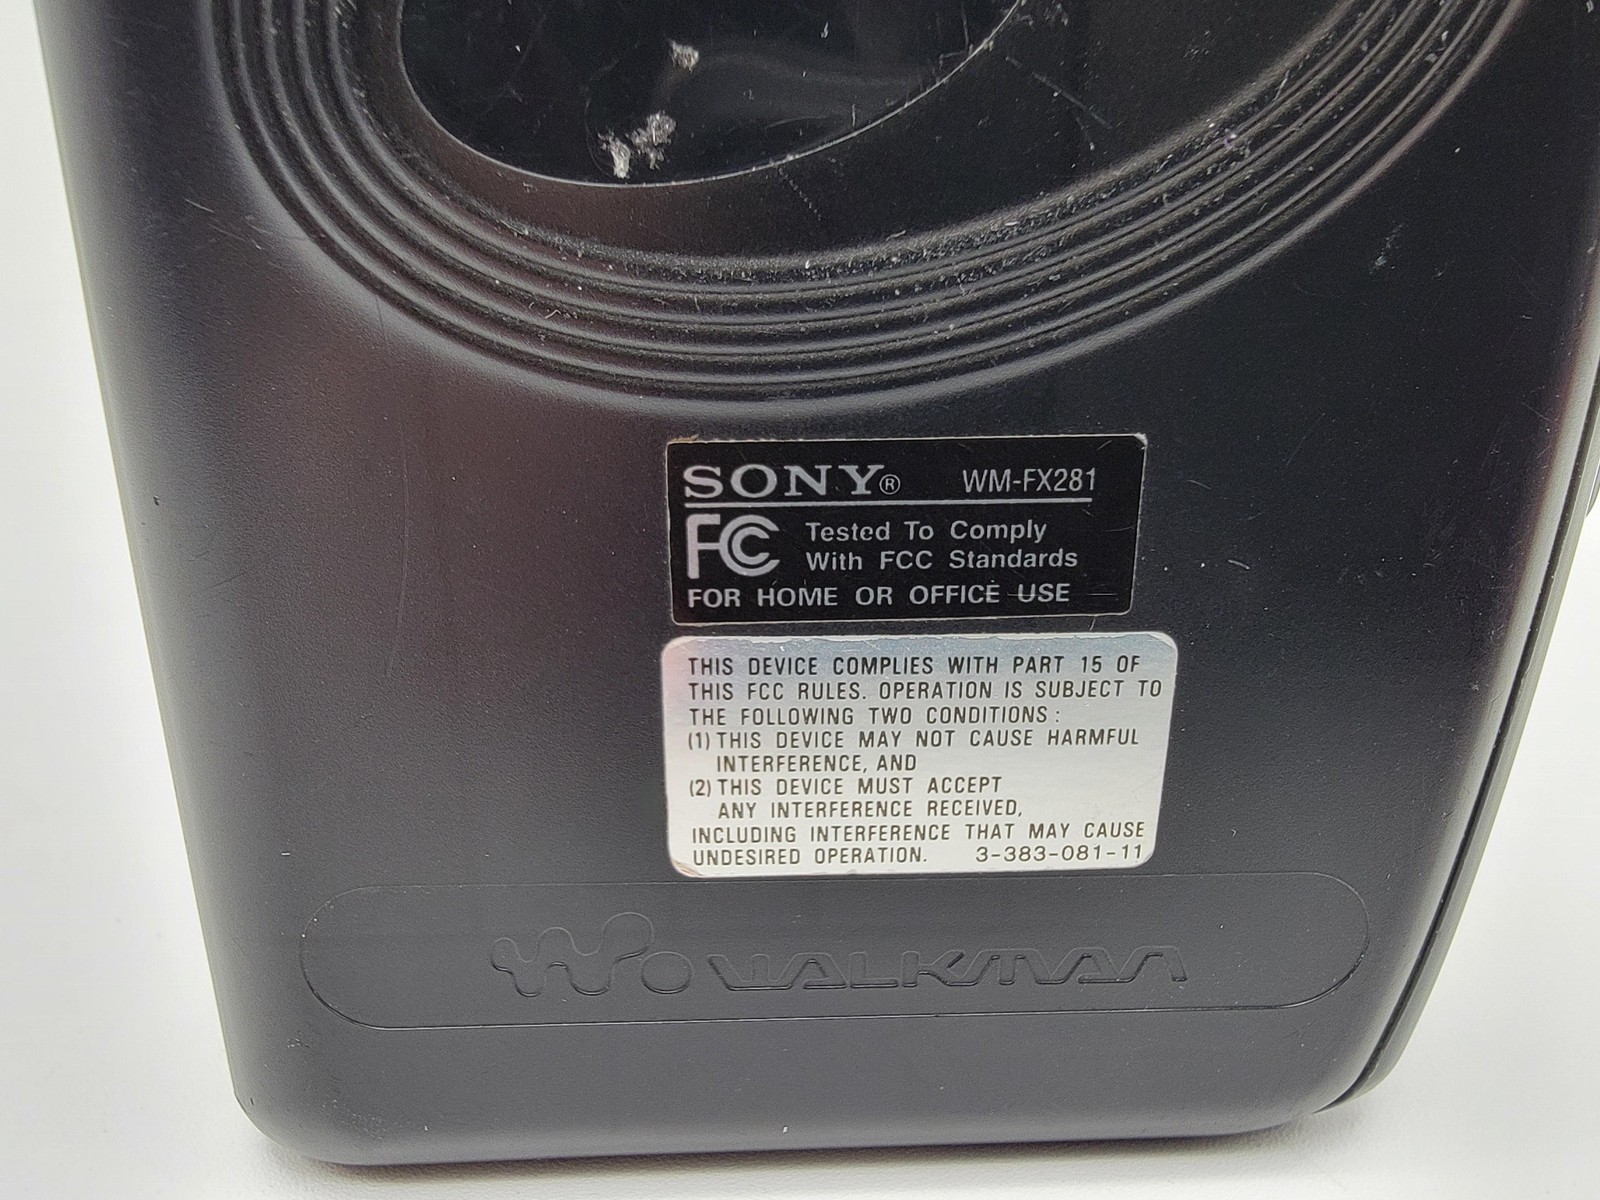 SONY® WM-FX281
FC Tested To Comply
With FCC Standards
FOR HOME OR OFFICE USE
THIS DEVICE COMPLIES WITH PART 15 OF
THIS FCC RULES. OPERATION IS SUBJECT TO
THE FOLLOWING TWO CONDITIONS :
(1) THIS DEVICE MAY NOT CAUSE HARMFUL
INTERFERENCE, AND
(2) THIS DEVICE MUST ACCEPT
ANY INTERFERENCE RECEIVED,
INCLUDING INTERFERENCE THAT MAY CAUSE
UNDESIRED OPERATION. 3-383-081-11
WALKMAN